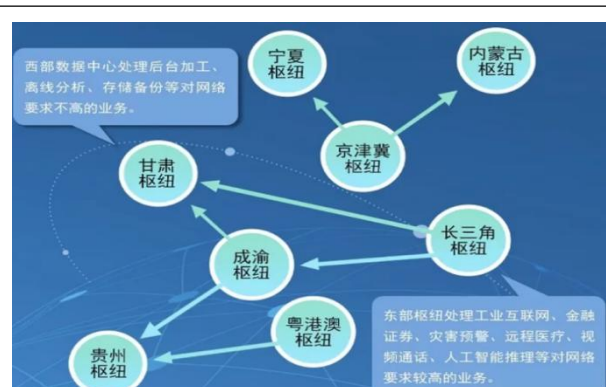 宁夏
枢纽
内蒙古
枢纽
西部数据中心处理后台加工、
离线分析、存储备份等对网络
要求不高的业务。
京津冀
枢纽
甘肃
枢纽
长三角
枢纽
成渝
枢纽
东部枢纽处理工业互联网、金融
证券、灾害预警、远程医疗、视
频通话、人工智能推理等对网络
要求较高的业务。
粤港澳
枢纽
贵州
枢纽